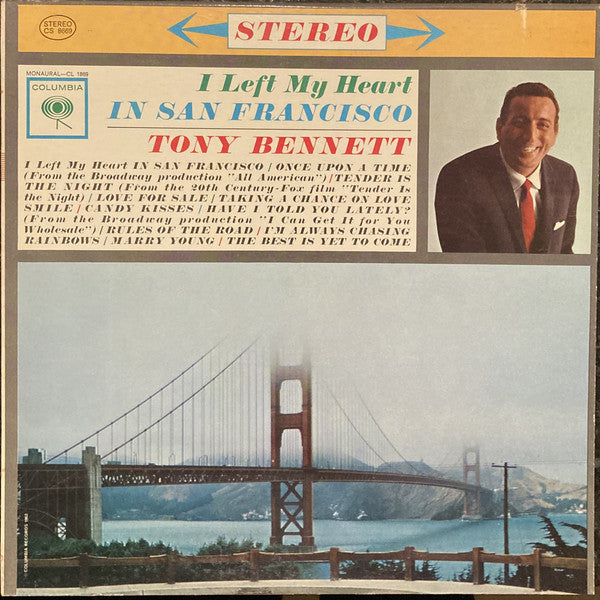 STEREO
CS 8669
STEREO
MONAURAL—CL 1869
COLUMBIA
I Left My Heart
IN SAN FRANCISCO
TONY BENNETT
I Left My Heart IN SAN FRANCISCO / ONCE UPON A TIME
(From the Broadway production "All American") / TENDER IS
THE NIGHT (From the 20th Century-Fox film "Tender Is
the Night) / LOVE FOR SALE / TAKING A CHANCE ON LOVE
SMILE / CANDY KISSES / HAVE I TOLD YOU LATELY?
(From the Broadway production "I Can Get It for You
Wholesale") / RULES OF THE ROAD / I'M ALWAYS CHASING
RAINBOWS / MARRY YOUNG / THE BEST IS YET TO COME
© COLUMBIA RECORDS 1962